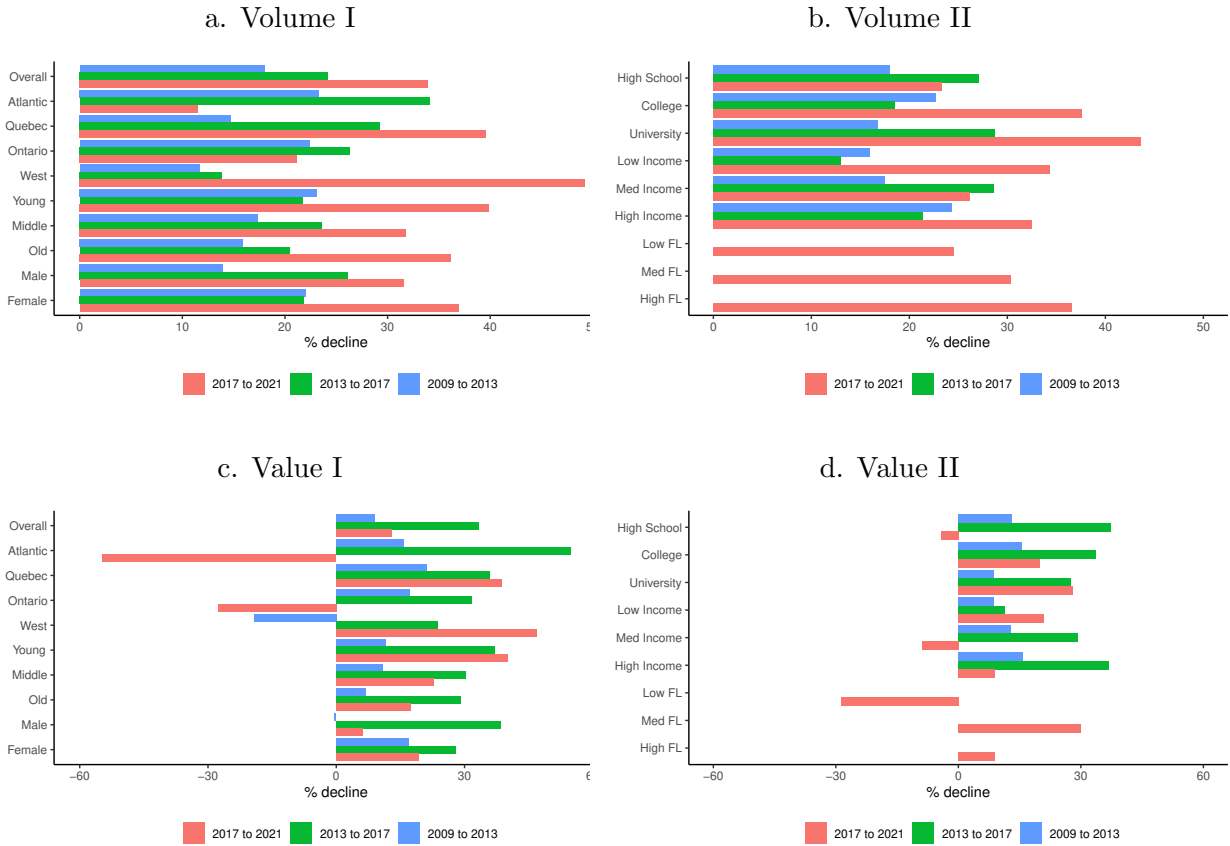 a. Volume I
Overall
Atlantic
Quebec
Ontario
West
Young
Middle
Old
Male
Female
0 10 20 30 40 5
% decline
2017 to 2021 2013 to 2017 2009 to 2013
b. Volume II
High School
College
University
Low Income
Med Income
High Income
Low FL
Med FL
High FL
0 10 20 30 40 50
% decline
2017 to 2021 2013 to 2017 2009 to 2013
c. Value I
Overall
Atlantic
Quebec
Ontario
West
Young
Middle
Old
Male
Female
−60 −30 0 30 6
% decline
2017 to 2021 2013 to 2017 2009 to 2013
d. Value II
High School
College
University
Low Income
Med Income
High Income
Low FL
Med FL
High FL
−60 −30 0 30 60
% decline
2017 to 2021 2013 to 2017 2009 to 2013